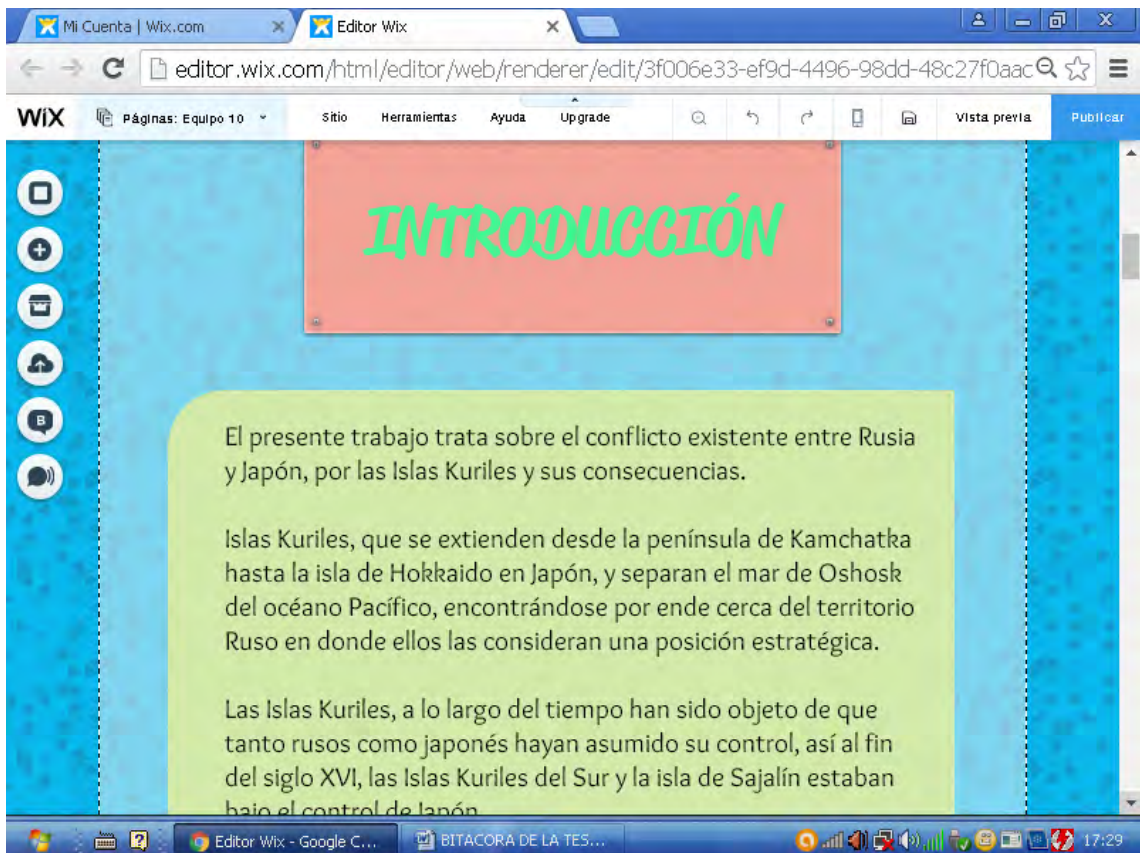 Mi Cuenta | Wix.com
Editor Wix
editor.wix.com/html/editor/web/renderer/edit/3f006e33-ef9d-4496-98dd-48c27f0aac
WiX Páginas: Equipo 10 Sitio Herramientas Ayuda Upgrade Vista previa Publicar
INTRODUCCIÓN
El presente trabajo trata sobre el conflicto existente entre Rusia
y Japón, por las Islas Kuriles y sus consecuencias.
Islas Kuriles, que se extienden desde la península de Kamchatka
hasta la isla de Hokkaido en Japón, y separan el mar de Oshosk
del océano Pacífico, encontrándose por ende cerca del territorio
Ruso en donde ellos las consideran una posición estratégica.
Las Islas Kuriles, a lo largo del tiempo han sido objeto de que
tanto rusos como japonés hayan asumido su control, así al fin
del siglo XVI, las Islas Kuriles del Sur y la isla de Sajalín estaban
bajo el control de Japón
Editor Wix - Google C... BITACORA DE LA TES... 17:29